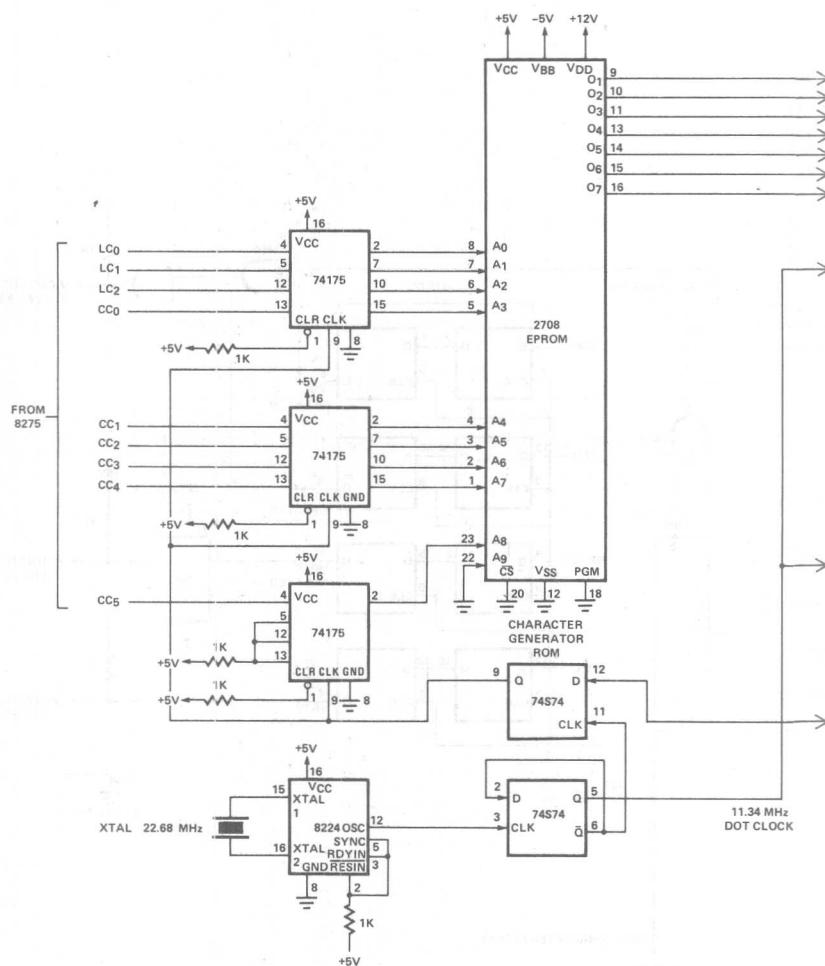 +5V -5V +12V
VCC VBB VDD
O1 9
O2 10
O3 11
O4 13
O5 14
O6 15
O7 16
+5V
16
VCC
LC0 4 2 8 A0
LC1 5 7 7 A1
74175
LC2 12 10 6 A2
CC0 13 15 5 A3
CLR CLK
1 9 8
+5V 1K
2708
EPROM
+5V
16
VCC
FROM
8275
CC1 4 2 4 A4
CC2 5 7 3 A5
74175
CC3 12 10 2 A6
CC4 13 15 1 A7
CLR CLK GND
1 9 8
+5V 1K
23 A8
22 A9
+5V
16
CS VSS PGM
20 12 18
CC5 4 VCC 2
5
12 74175
13
1K
+5V
CLR CLK GND
1K
+5V 1 9 8
CHARACTER
GENERATOR
ROM
9 Q D 12
74S74
CLK 11
+5V
16
VCC
15 XTAL
1
XTAL 22.68 MHz
8224 OSC 12
SYNC
16 XTAL RDYIN 5
2 GND RESIN 3
8 2
1K
+5V
2 D Q 5
74S74
3 CLK Q 6
11.34 MHz
DOT CLOCK